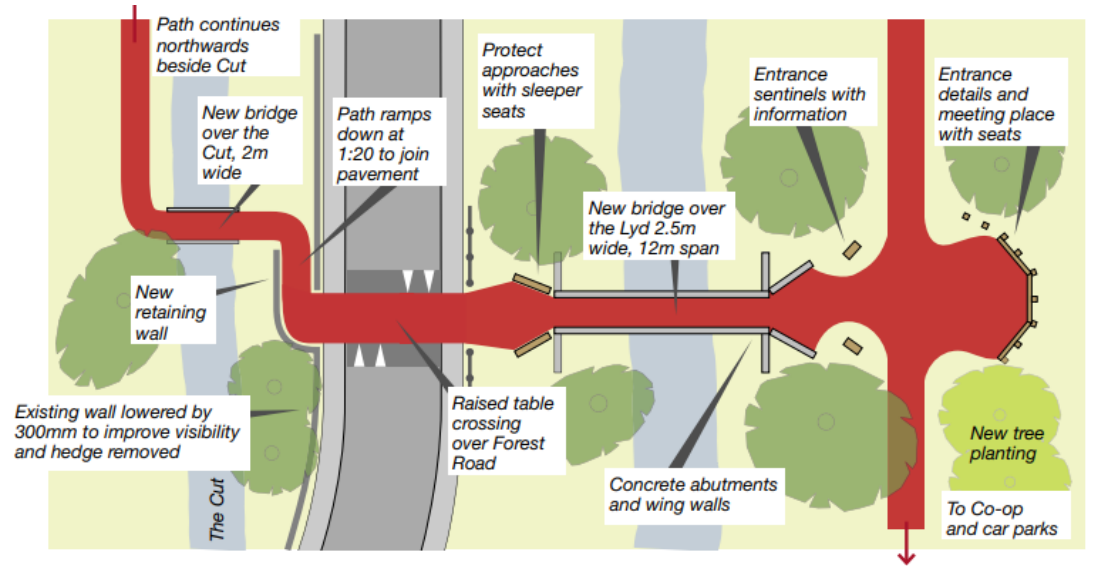 Path continues
northwards
beside Cut
New bridge
over the
Cut, 2m
wide
Path ramps
down at
1:20 to join
pavement
Protect
approaches
with sleeper
seats
New bridge over
the Lyd 2.5m
wide, 12m span
Entrance
sentinels with
information
Entrance
details and
meeting place
with seats
New
retaining
wall
Existing wall lowered by
300mm to improve visibility
and hedge removed
The Cut
Raised table
crossing
over Forest
Road
Concrete abutments
and wing walls
New tree
planting
To Co-op
and car parks